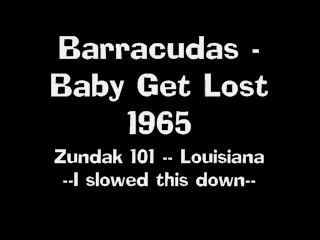 Barracudas -
Baby Get Lost
1965
Zundak 101 -- Louisiana
--I slowed this down--